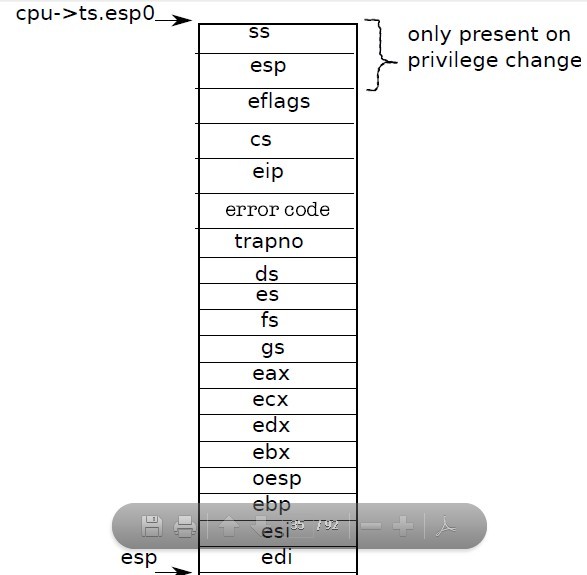 cpu->ts.esp0
ss
only present on
privilege change
esp
eflags
cs
eip
error code
trapno
ds
es
fs
gs
eax
ecx
edx
ebx
oesp
ebp
35 / 92
esi
esp
edi